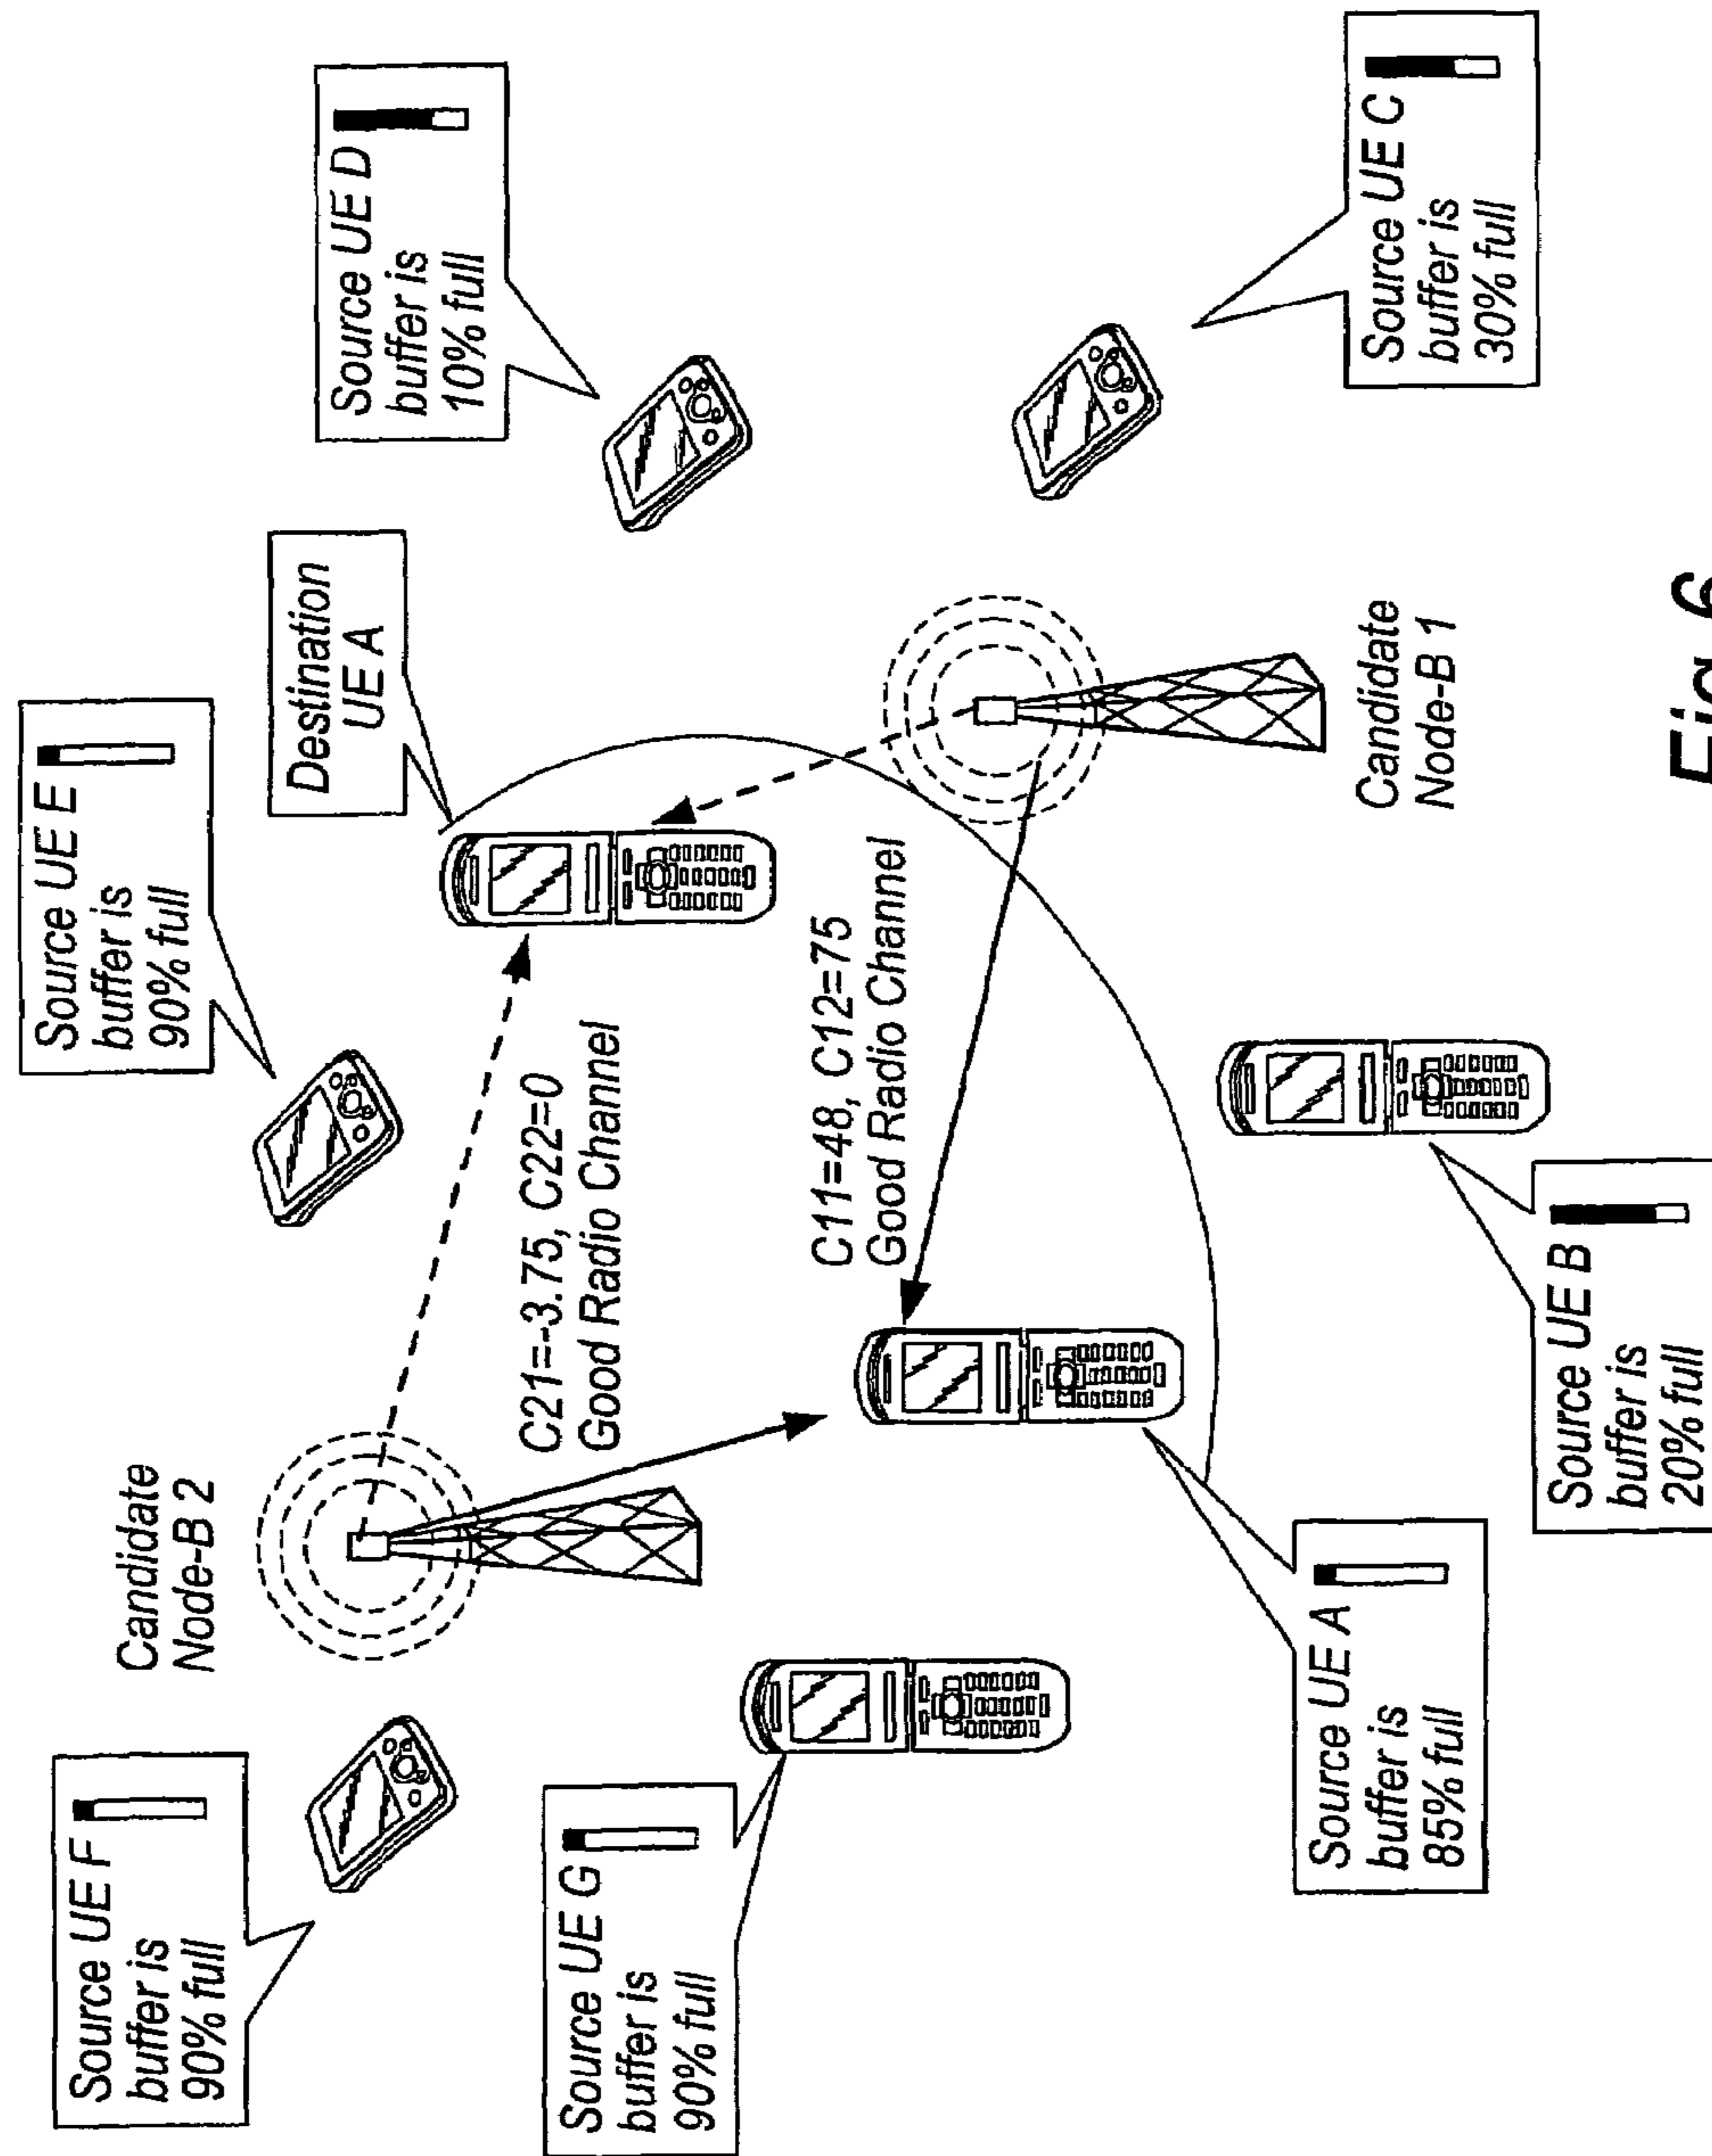 Source UE F
buffer is
90% full
Candidate
Node-B 2
Source UE E
buffer is
90% full
Destination
UE A
Source UE D
buffer is
10% full
Source UE G
buffer is
90% full
C21=-3.75, C22=0
Good Radio Channel
C11=48, C12=75
Good Radio Channel
Source UE A
buffer is
85% full
Source UE B
buffer is
20% full
Candidate
Node-B 1
Source UE C
buffer is
30% full
Fig. 6